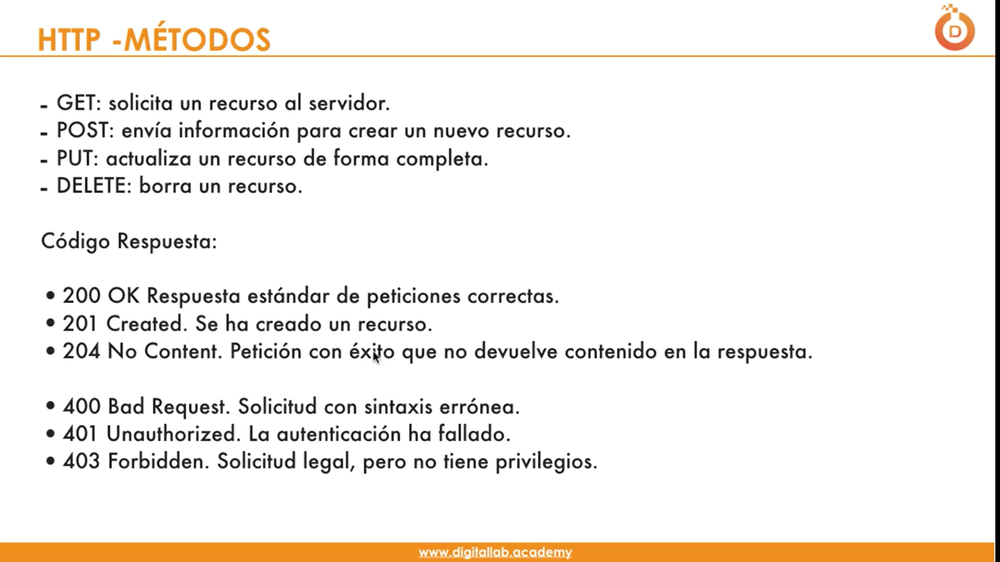 HTTP -MÉTODOS
D
- GET: solicita un recurso al servidor.
- POST: envía información para crear un nuevo recurso.
- PUT: actualiza un recurso de forma completa.
- DELETE: borra un recurso.
Código Respuesta:
• 200 OK Respuesta estándar de peticiones correctas.
• 201 Created. Se ha creado un recurso.
• 204 No Content. Petición con éxito que no devuelve contenido en la respuesta.
• 400 Bad Request. Solicitud con sintaxis errónea.
• 401 Unauthorized. La autenticación ha fallado.
• 403 Forbidden. Solicitud legal, pero no tiene privilegios.
www.digitallab.academy